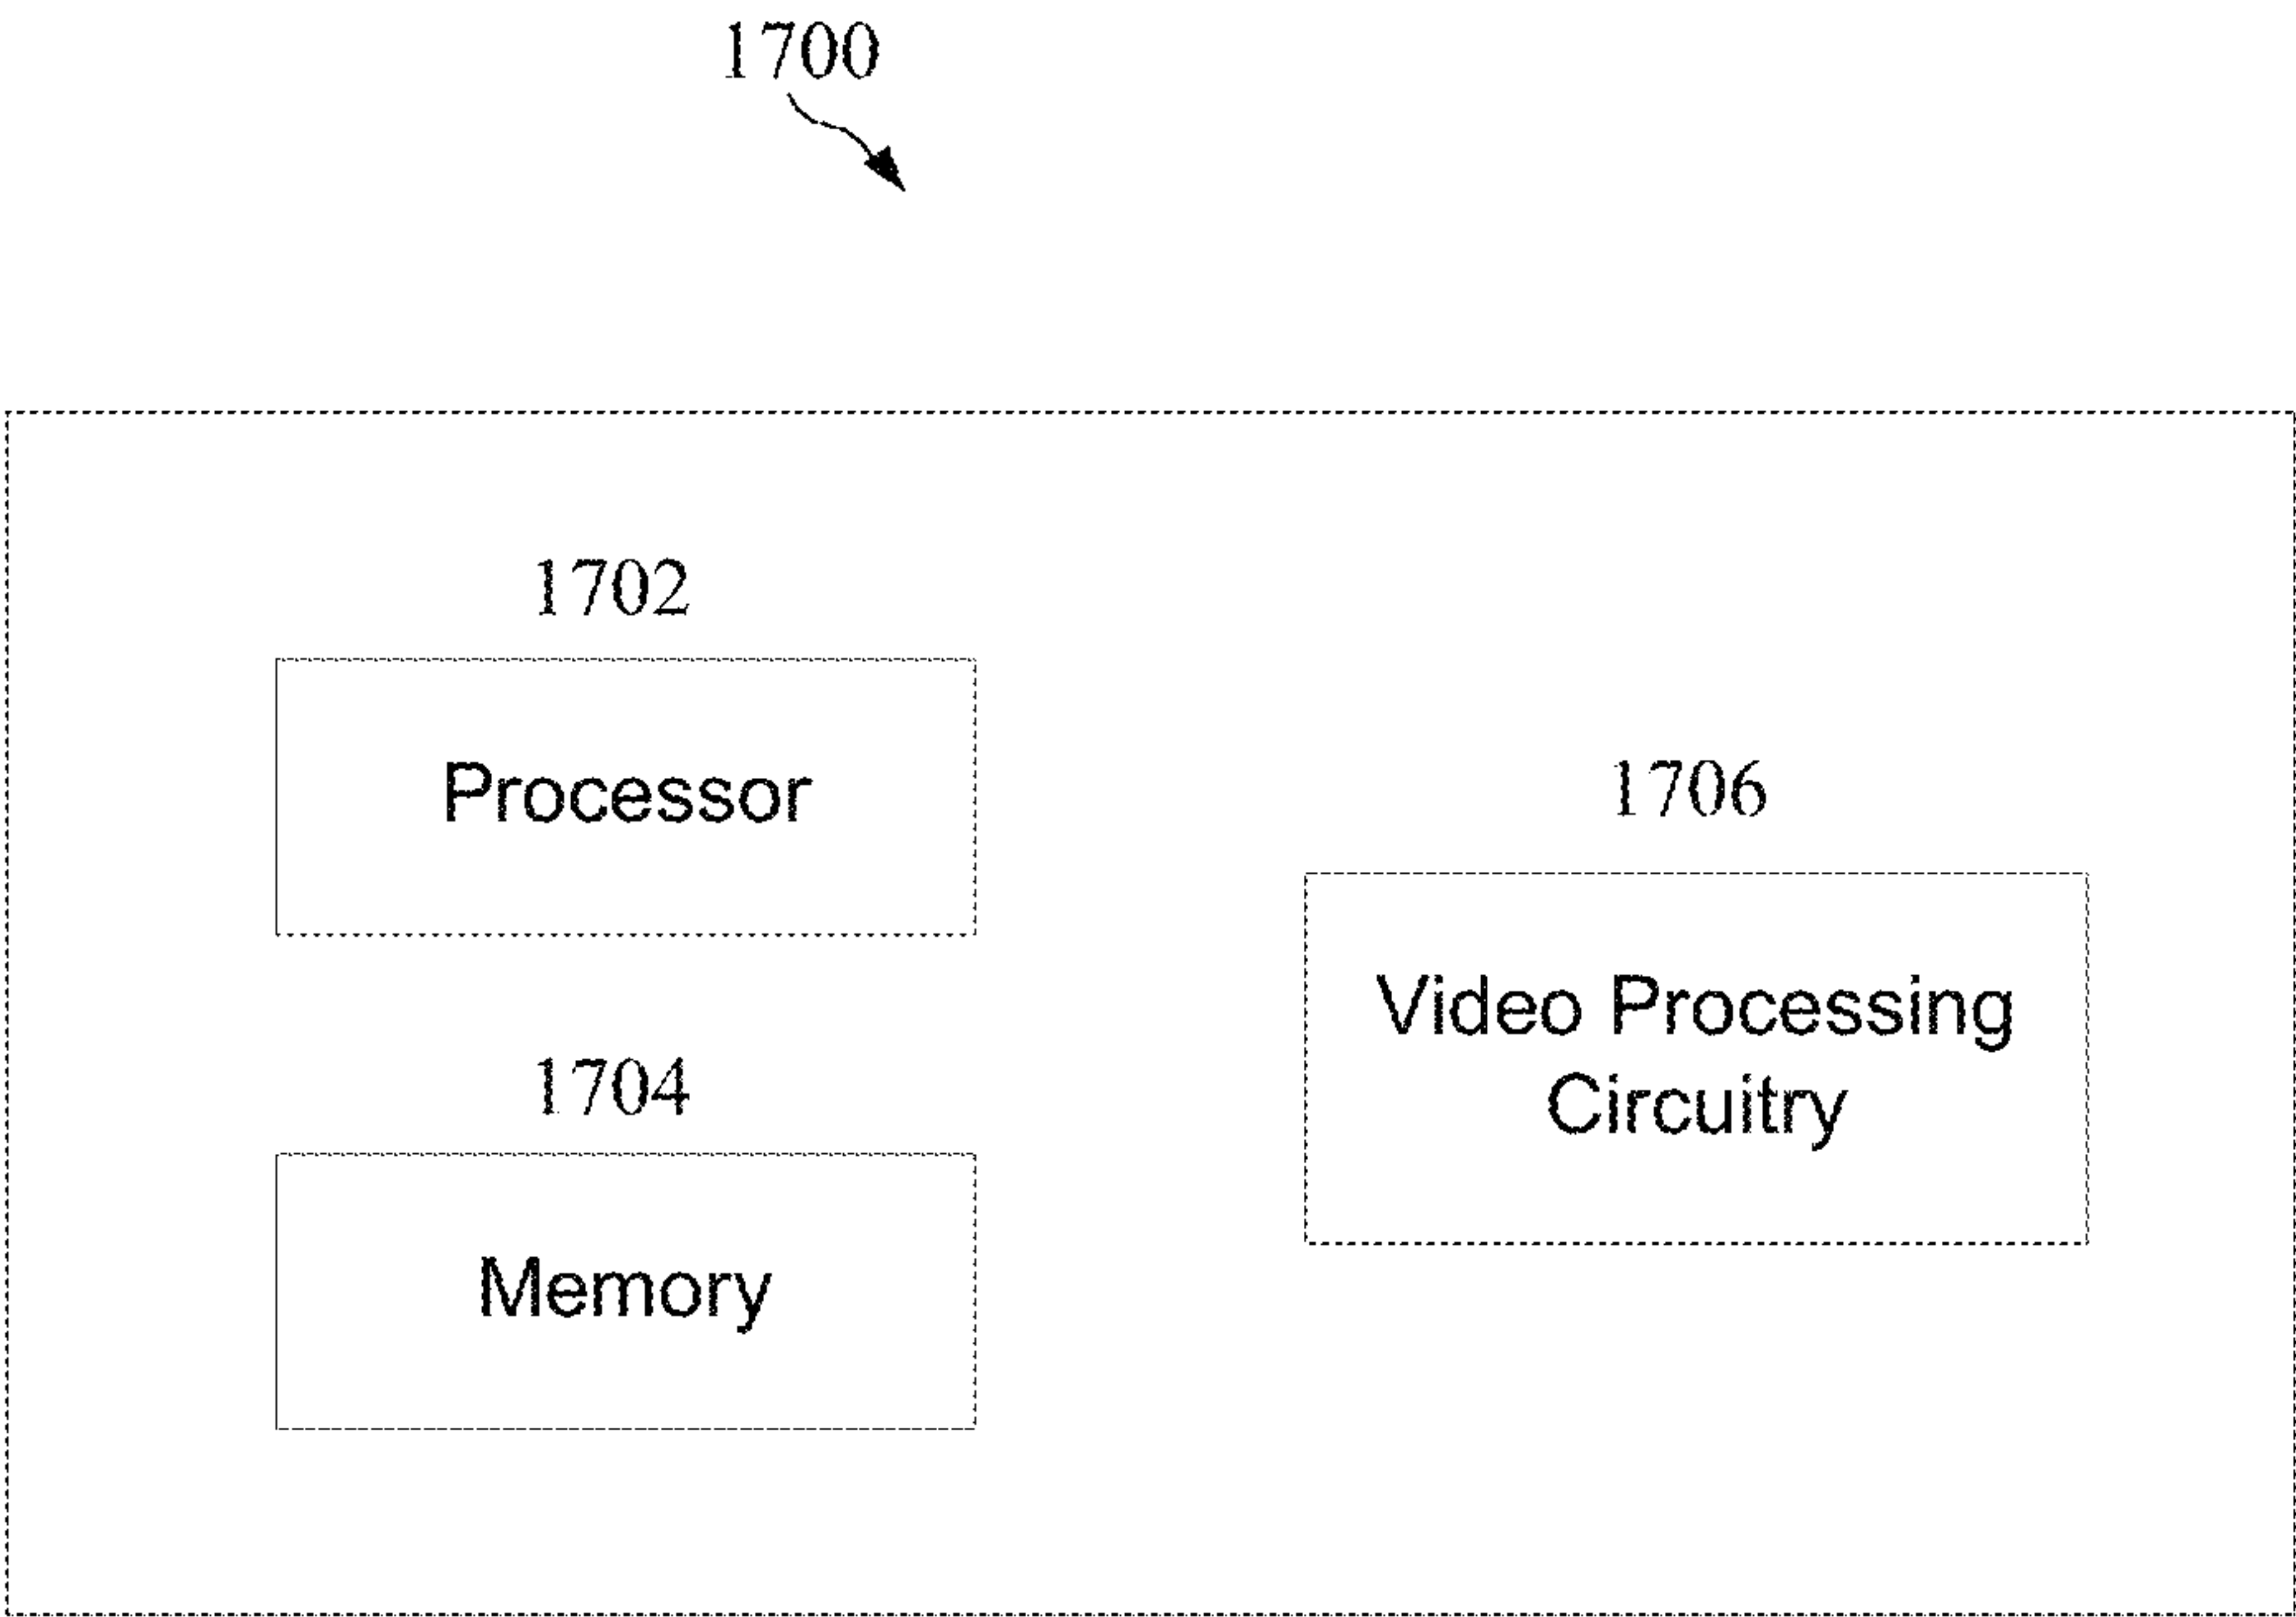 1700
1702
Processor
1704
Memory
1706
Video Processing
Circuitry